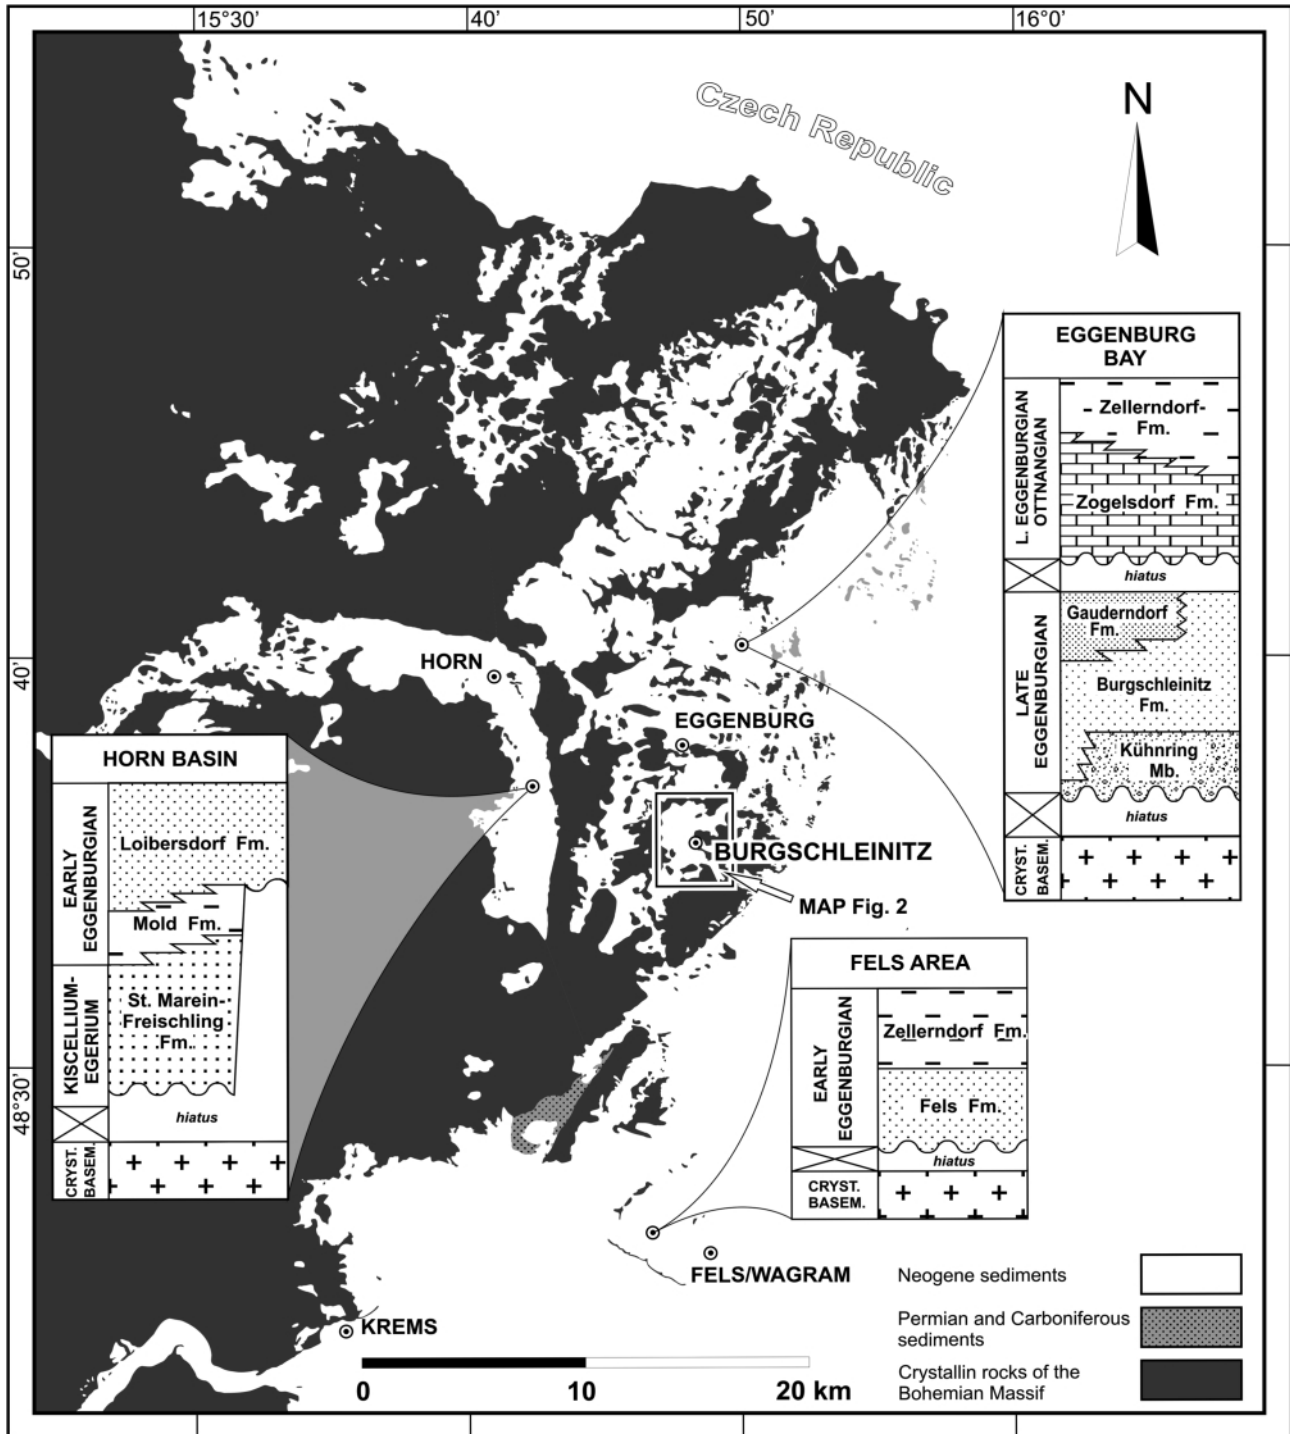 15°30'
40'
50'
16°0'
Czech Republic
N
50'
40'
48°30'
EGGENBURG
BAY
L. EGGENBURGIAN
OTTNANGIAN
Zellerndorf-
Fm.
Zogelsdorf Fm.
hiatus
LATE
EGGENBURGIAN
Gauderndorf
Fm.
Burgschleinitz
Fm.
Kühnring
Mb.
hiatus
CRYST.
BASEM.
HORN
EGGENBURG
BURGSCHLEINITZ
MAP Fig. 2
HORN BASIN
EARLY
EGGENBURGIAN
Loibersdorf Fm.
Mold Fm.
KISCELLIUM-
EGERIUM
St. Marein-
Freischling
Fm.
hiatus
CRYST.
BASEM.
FELS AREA
EARLY
EGGENBURGIAN
Zellerndorf Fm.
Fels Fm.
hiatus
CRYST.
BASEM.
FELS/WAGRAM
KREMS
0 10 20 km
Neogene sediments
Permian and Carboniferous
sediments
Crystallin rocks of the
Bohemian Massif